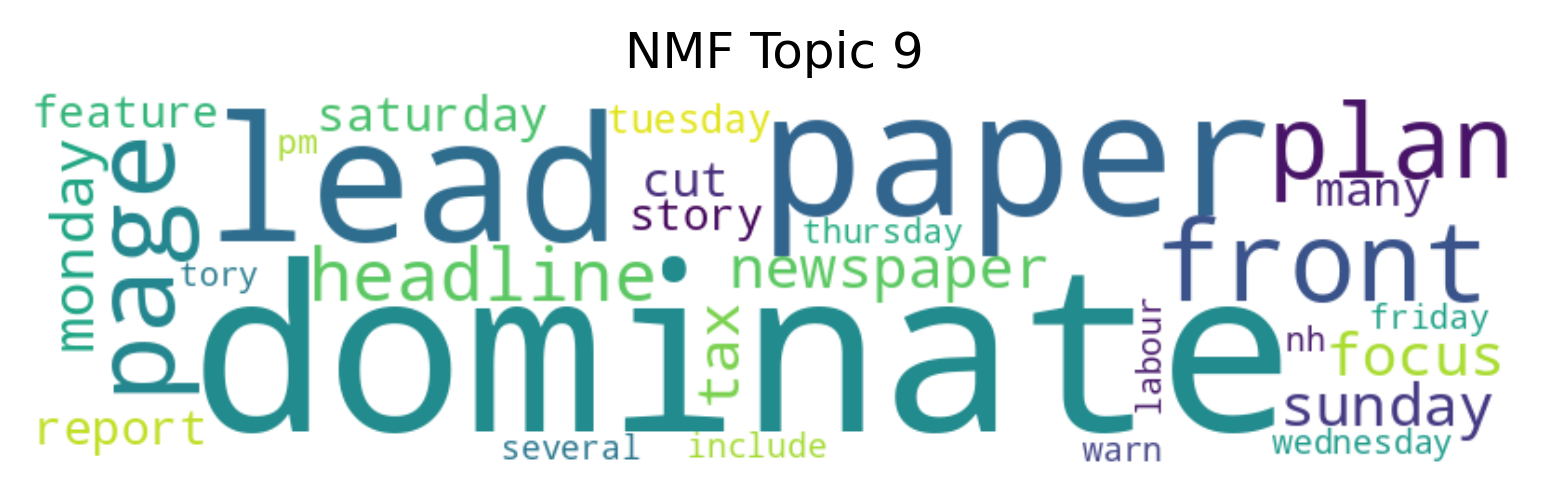 NMF Topic 9
feature
lead
pm
saturday
tuesday
paper
plan
many
monday
page
cut
story
thursday
front
tory
headline
newspaper
dominate
tax
labour
friday
nh
focus
sunday
report
several
include
warn
wednesday